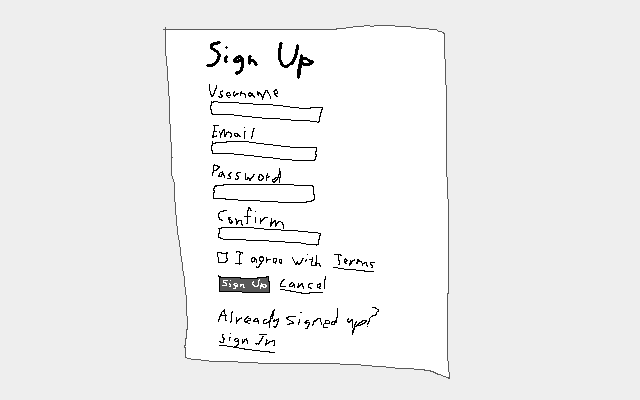 Sign Up
Username
Email
Password
Confirm
I agree with Terms
Sign Up Cancel
Already signed up?
Sign In